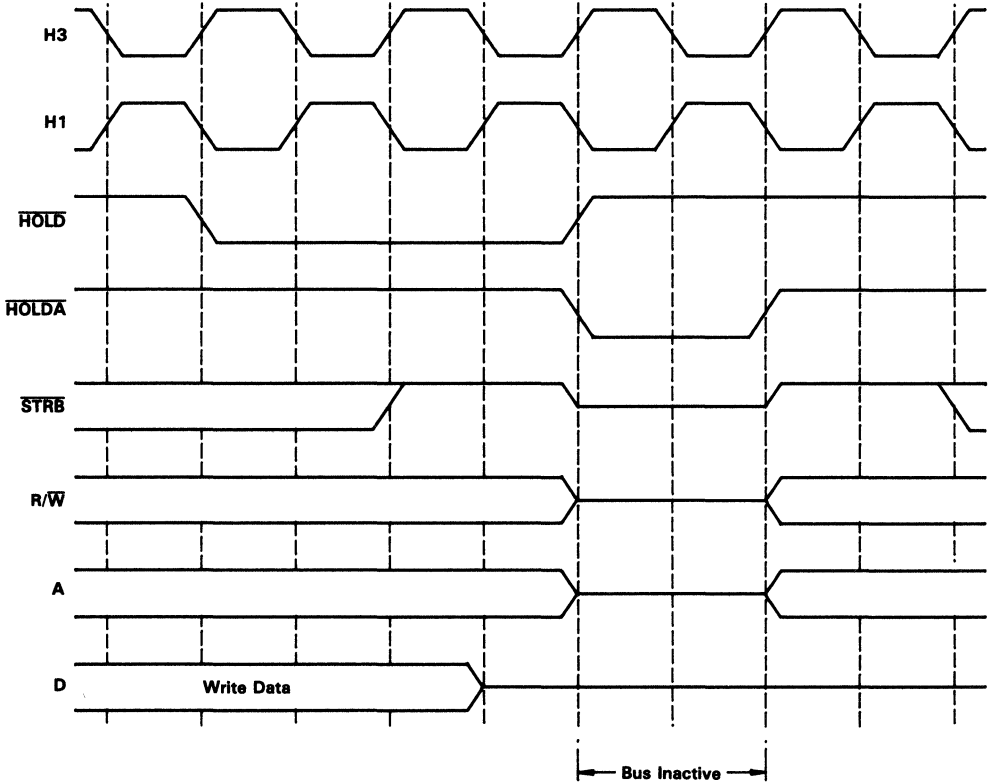 H3
H1
HOLD
HOLDA
STRB
R/W
A
D
Write Data
Bus Inactive